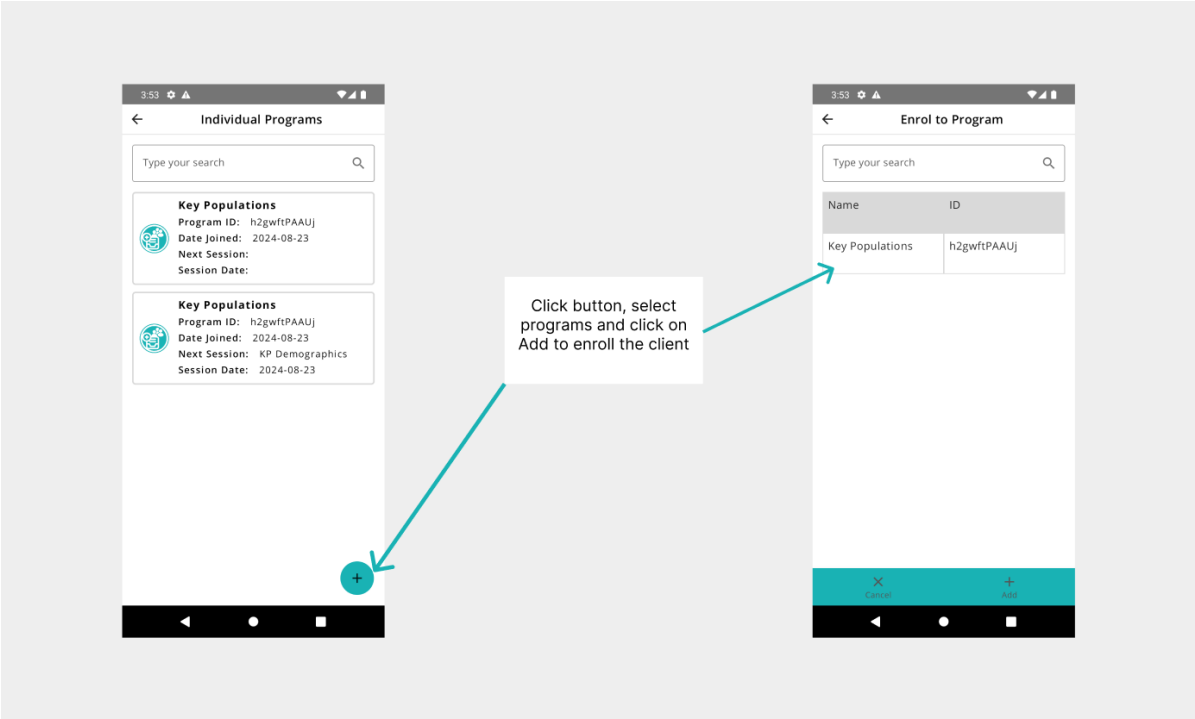 3:53
Individual Programs
Type your search
Key Populations
Program ID: h2gwftPAAUj
Date Joined: 2024-08-23
Next Session:
Session Date:
Key Populations
Program ID: h2gwftPAAUj
Date Joined: 2024-08-23
Next Session: KP Demographics
Session Date: 2024-08-23
Click button, select
programs and click on
Add to enroll the client
3:53
Enrol to Program
Type your search
Name ID
Key Populations h2gwftPAAUj
Cancel Add